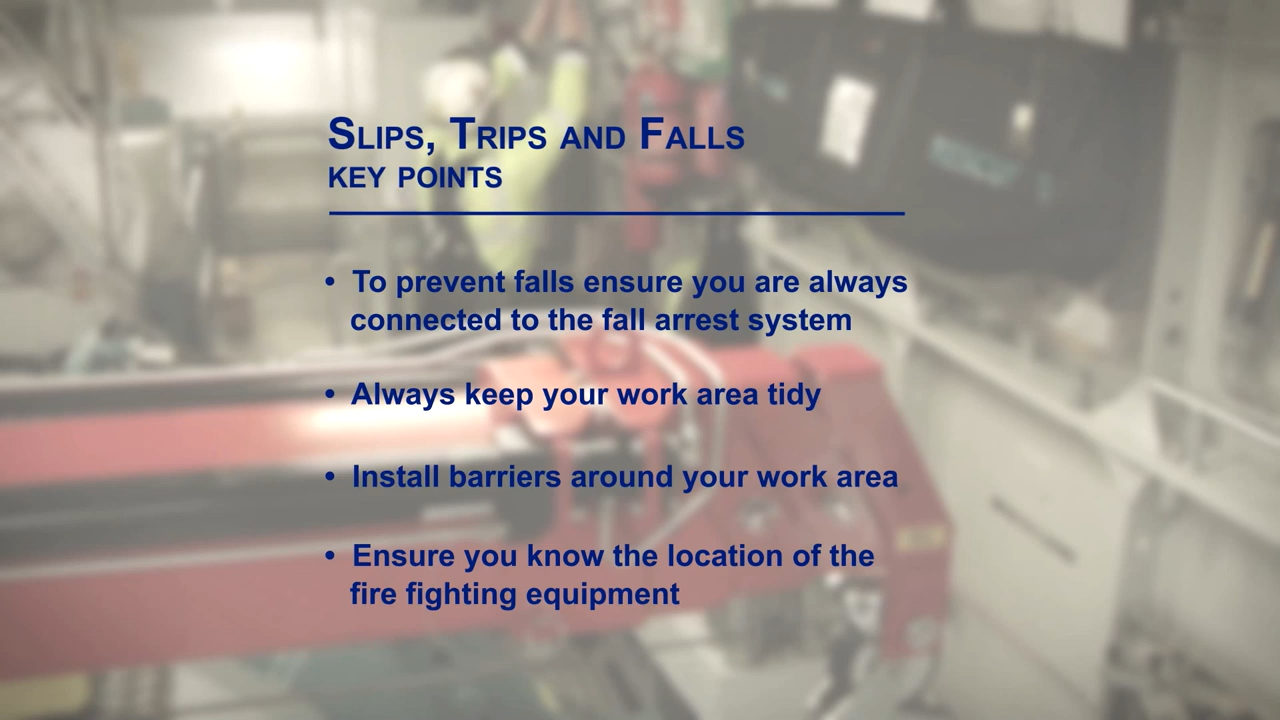 Slips, Trips and Falls
key points
• To prevent falls ensure you are always
connected to the fall arrest system
• Always keep your work area tidy
• Install barriers around your work area
• Ensure you know the location of the
fire fighting equipment